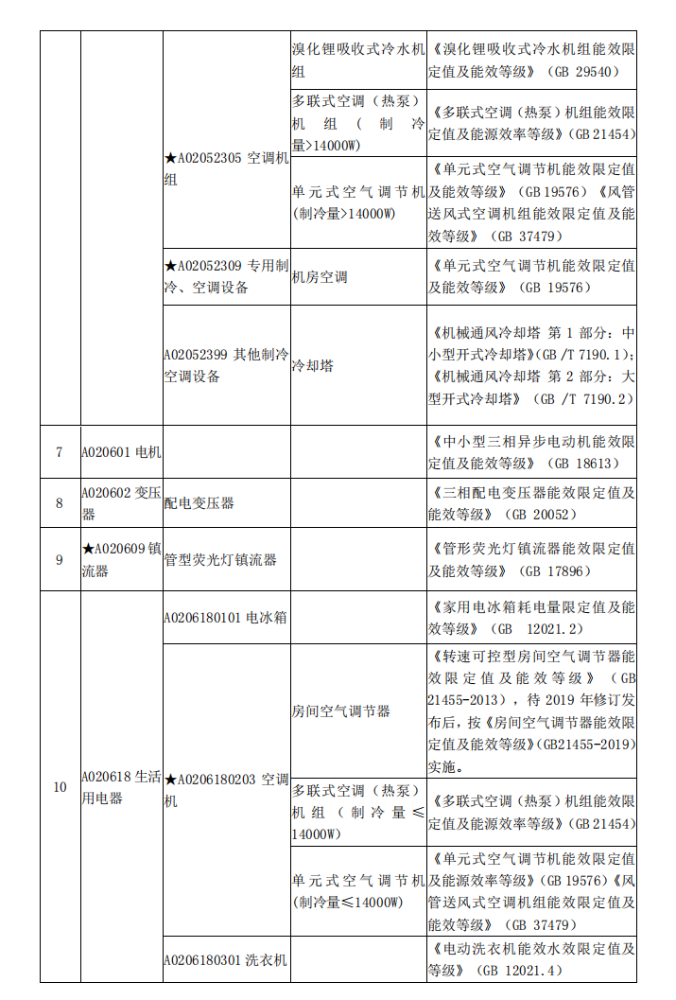 ★A02052305 空调机
组
溴化锂吸收式冷水机
组
《溴化锂吸收式冷水机组能效限
定值及能效等级》（GB 29540）
多联式空调（热泵）
机组(制冷
量>14000W)
《多联式空调（热泵）机组能效限
定值及能源效率等级》（GB 21454）
单元式空气调节机
(制冷量>14000W)
《单元式空气调节机能效限定值
及能效等级》（GB 19576）《风管
送风式空调机组能效限定值及能
效等级》（GB 37479）
★A02052309 专用制
冷、空调设备
机房空调
《单元式空气调节机能效限定值
及能效等级》（GB 19576）
A02052399 其他制冷
空调设备
冷却塔
《机械通风冷却塔 第 1 部分：中
小型开式冷却塔》（GB /T 7190.1）；
《机械通风冷却塔 第 2 部分：大
型开式冷却塔》（GB /T 7190.2）
7
A020601 电机
《中小型三相异步电动机能效限
定值及能效等级》（GB 18613）
8
A020602 变压
器
配电变压器
《三相配电变压器能效限定值及
能效等级》（GB 20052）
9
★A020609 镇
流器
管型荧光灯镇流器
《管形荧光灯镇流器能效限定值
及能效等级》（GB 17896）
10
A020618 生活
用电器
A0206180101 电冰箱
《家用电冰箱耗电量限定值及能
效等级》（GB  12021.2）
★A0206180203 空调
机
房间空气调节器
《转速可控型房间空气调节器能
效限定值及能效等级》（GB
21455-2013），待 2019 年修订发
布后，按《房间空气调节器能效限
定值及能效等级》（GB21455-2019）
实施。
多联式空调（热泵）
机组（制冷量≤
14000W）
《多联式空调（热泵）机组能效限
定值及能源效率等级》（GB 21454）
单元式空气调节机
(制冷量≤14000W)
《单元式空气调节机能效限定值
及能源效率等级》（GB 19576）《风
管送风式空调机组能效限定值及
能效等级》（GB 37479）
A0206180301 洗衣机
《电动洗衣机能效水效限定值及
等级》（GB 12021.4）